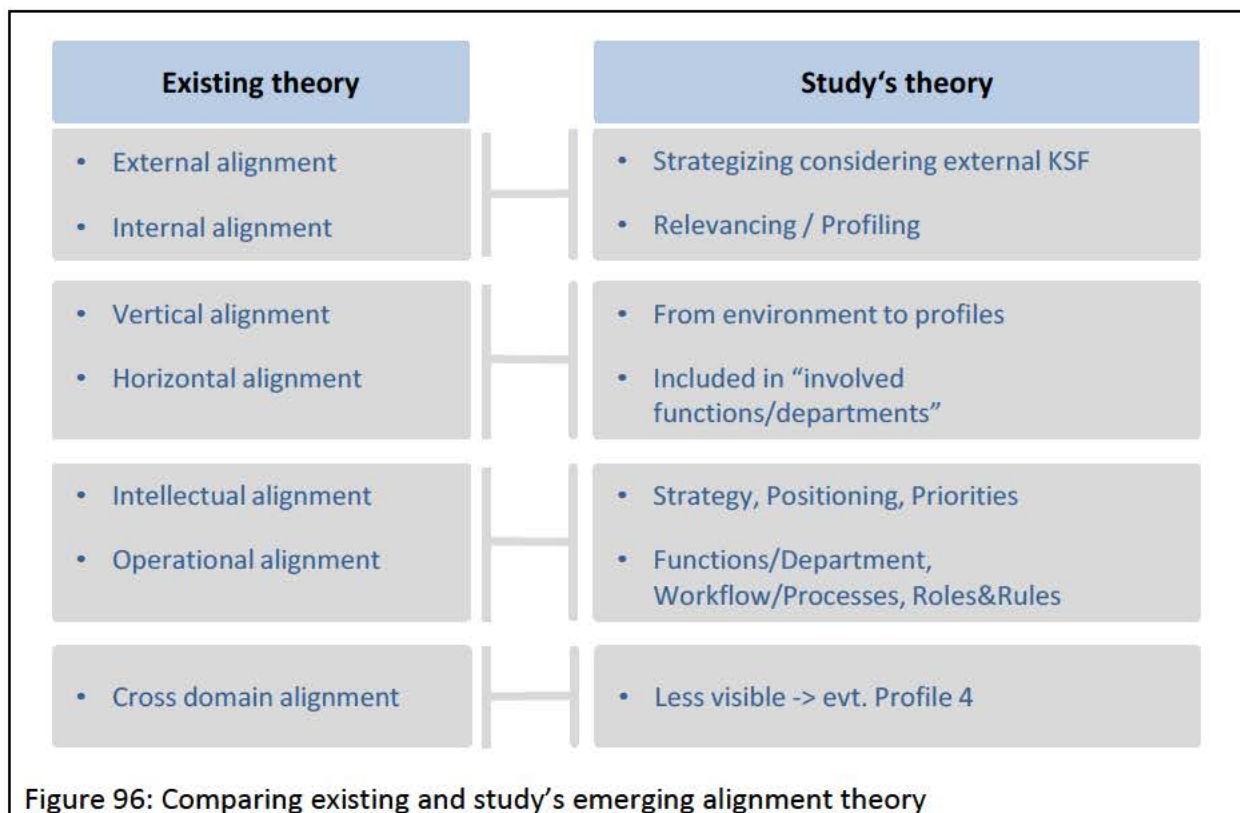 Existing theory
Study‘s theory
• External alignment
• Internal alignment
• Strategizing considering external KSF
• Relevancing / Profiling
• Vertical alignment
• Horizontal alignment
• From environment to profiles
• Included in “involved
functions/departments”
• Intellectual alignment
• Operational alignment
• Strategy, Positioning, Priorities
• Functions/Department,
Workflow/Processes, Roles&Rules
• Cross domain alignment
• Less visible -> evt. Profile 4
Figure 96: Comparing existing and study’s emerging alignment theory